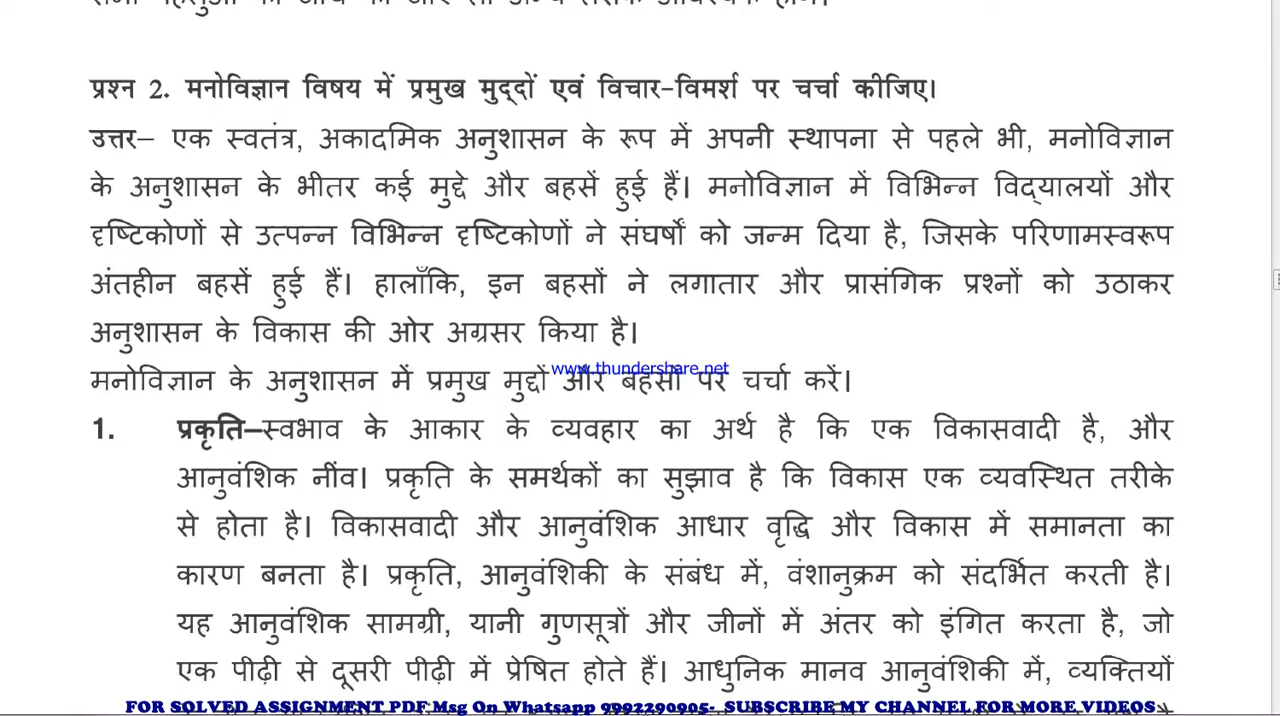 प्रश्न 2. मनोविज्ञान विषय में प्रमुख मुद्दों एवं विचार-विमर्श पर चर्चा कीजिए।
उत्तर– एक स्वतंत्र, अकादमिक अनुशासन के रूप में अपनी स्थापना से पहले भी, मनोविज्ञान
के अनुशासन के भीतर कई मुद्दे और बहसें हुई हैं। मनोविज्ञान में विभिन्न विद्यालयों और
दृष्टिकोणों से उत्पन्न विभिन्न दृष्टिकोणों ने संघर्षों को जन्म दिया है, जिसके परिणामस्वरूप
अंतहीन बहसें हुई हैं। हालाँकि, इन बहसों ने लगातार और प्रासंगिक प्रश्नों को उठाकर
अनुशासन के विकास की ओर अग्रसर किया है।
www.thundershare.net
मनोविज्ञान के अनुशासन में प्रमुख मुद्दों और बहसों पर चर्चा करें।
1. प्रकृति–स्वभाव के आकार के व्यवहार का अर्थ है कि एक विकासवादी है, और
आनुवंशिक नींव। प्रकृति के समर्थकों का सुझाव है कि विकास एक व्यवस्थित तरीके
से होता है। विकासवादी और आनुवंशिक आधार वृद्धि और विकास में समानता का
कारण बनता है। प्रकृति, आनुवंशिकी के संबंध में, वंशानुक्रम को संदर्भित करती है।
यह आनुवंशिक सामग्री, यानी गुणसूत्रों और जीनों में अंतर को इंगित करता है, जो
एक पीढ़ी से दूसरी पीढ़ी में प्रेषित होते हैं। आधुनिक मानव आनुवंशिकी में, व्यक्तियों
FOR SOLVED ASSIGNMENT PDF Msg On Whatsapp 9992290905- SUBSCRIBE MY CHANNEL FOR MORE VIDEOS